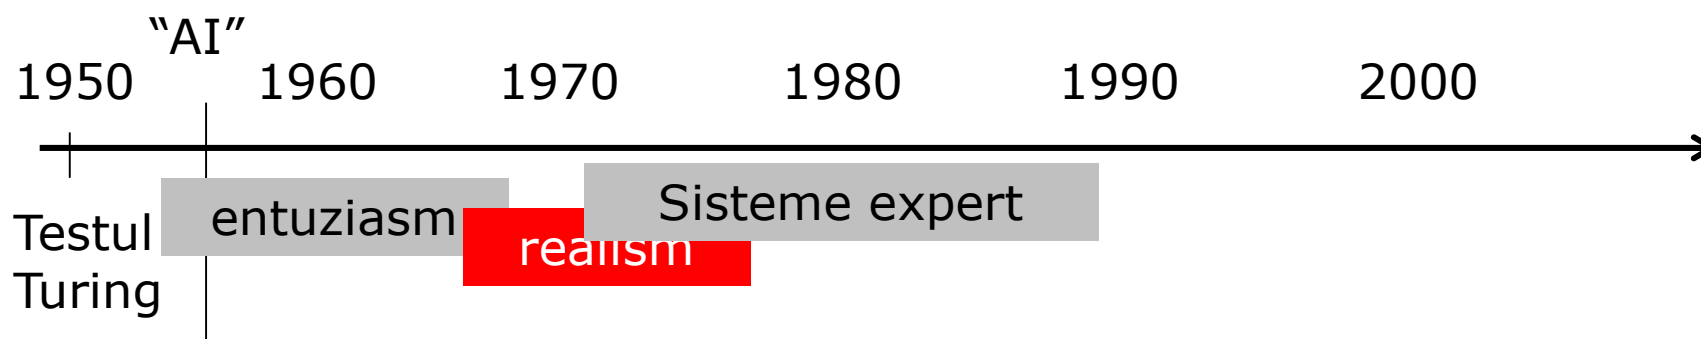 “AI”
1950 1960 1970 1980 1990 2000
Sisteme expert
entuziasm
Testul
realism
Turing